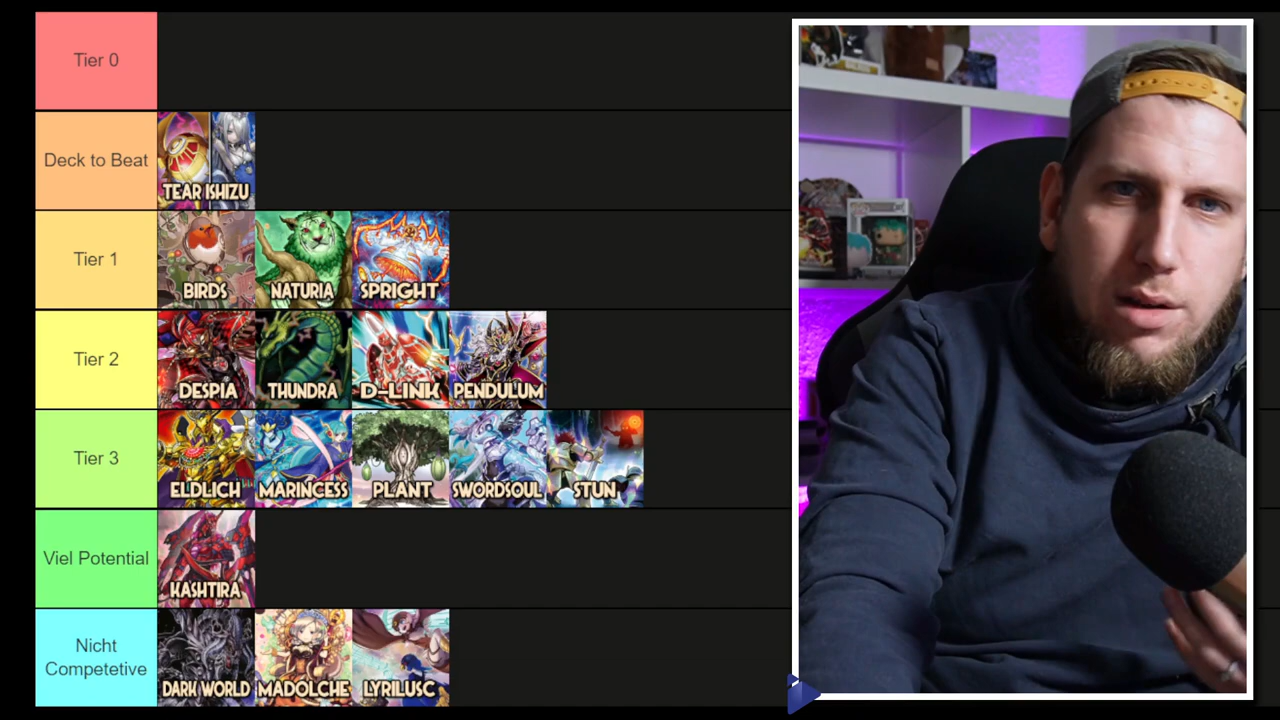 Tier 0
Deck to Beat
TEAR ISHIZU
Tier 1
BIRDS
NATURIA
SPRIGHT
Tier 2
DESPIA
THUNDRA
D-LINK
PENDULUM
Tier 3
ELDLICH
MARINCESS
PLANT
SWORDSOUL
STUN
Viel Potential
KASHTIRA
Nicht
Competetive
DARK WORLD
MADOLCHE
LYRILUSC